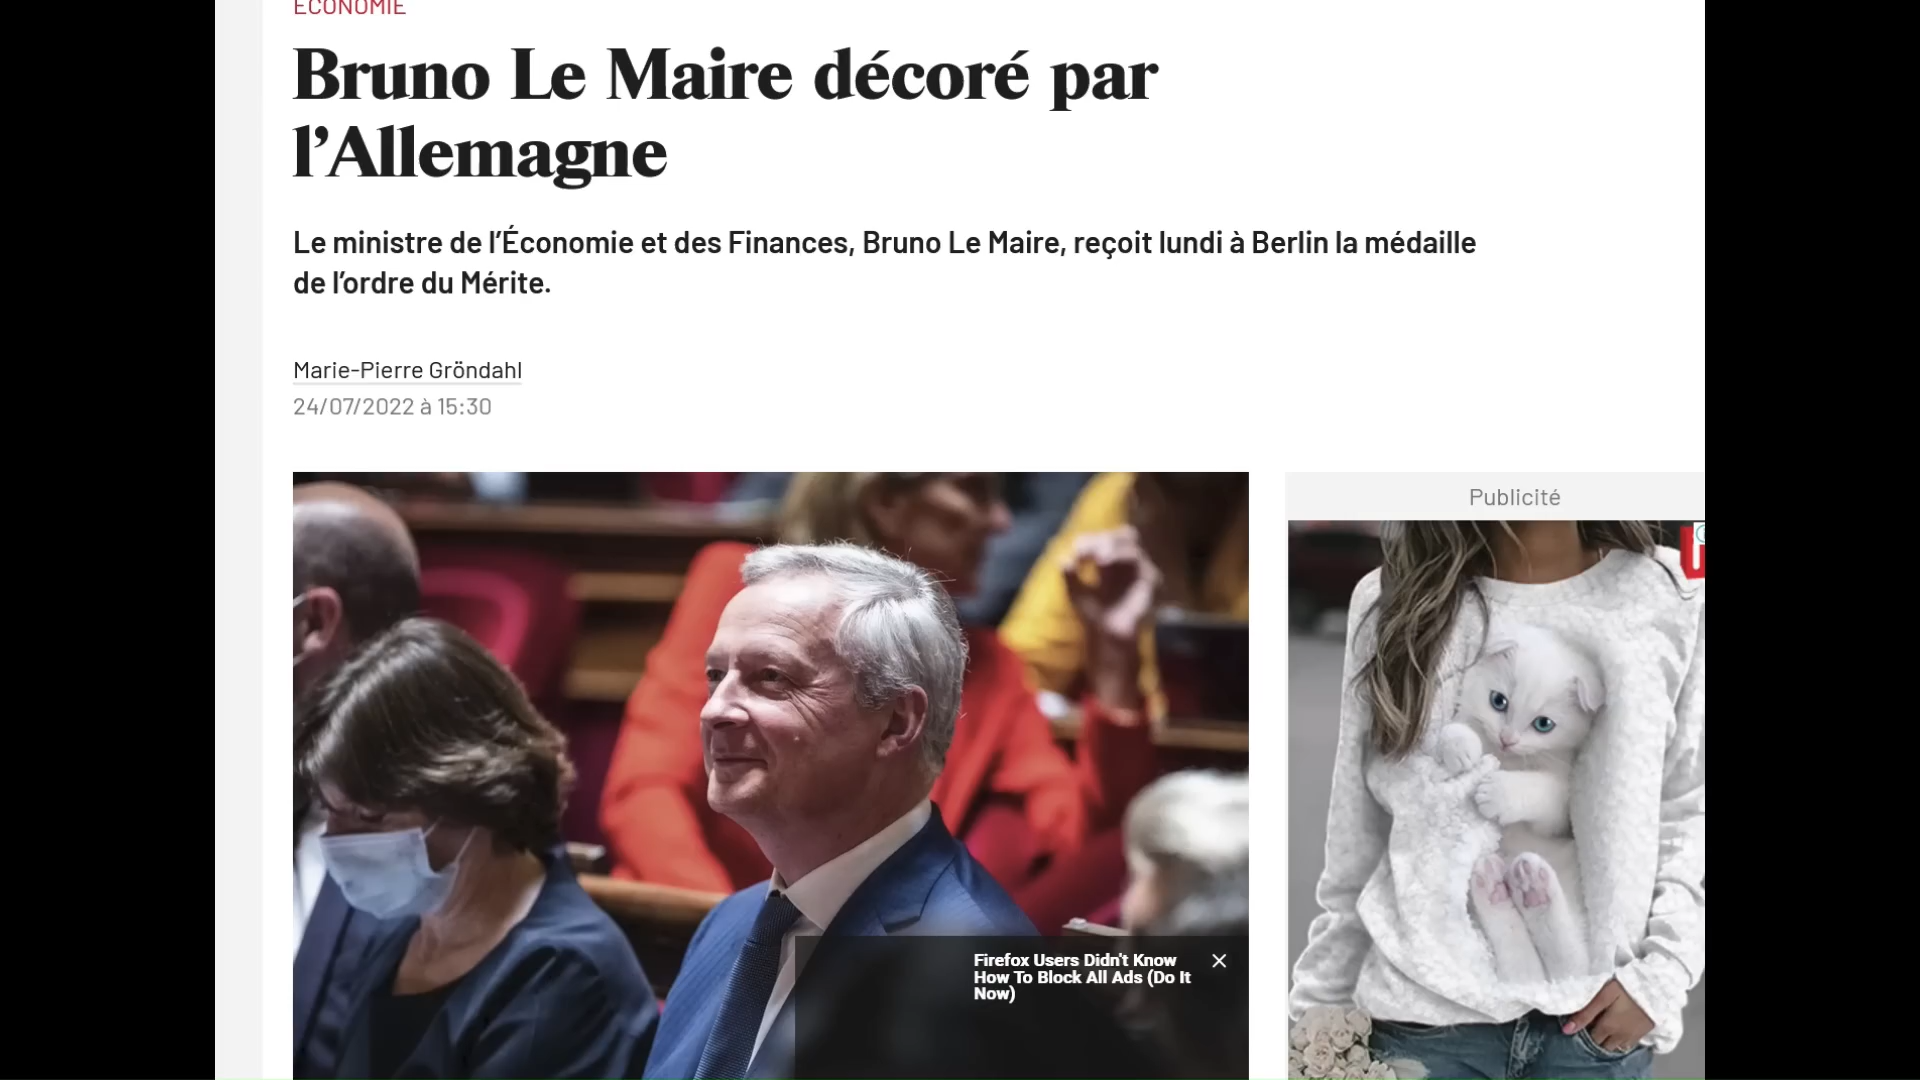 ÉCONOMIE
Bruno Le Maire décoré par
l’Allemagne
Le ministre de l’Économie et des Finances, Bruno Le Maire, reçoit lundi à Berlin la médaille
de l’ordre du Mérite.
Marie-Pierre Gröndahl
24/07/2022 à 15:30
Publicité
Firefox Users Didn't Know
How To Block All Ads (Do It
Now)